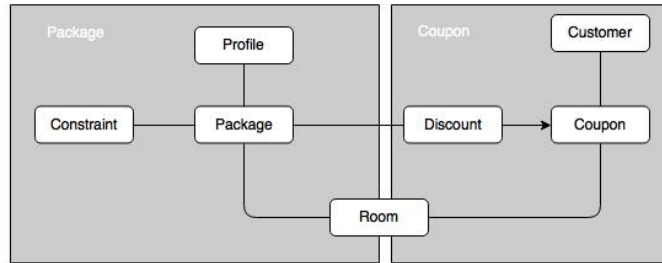 Package
Coupon
Profile
Customer
Constraint
Package
Discount
Coupon
Room